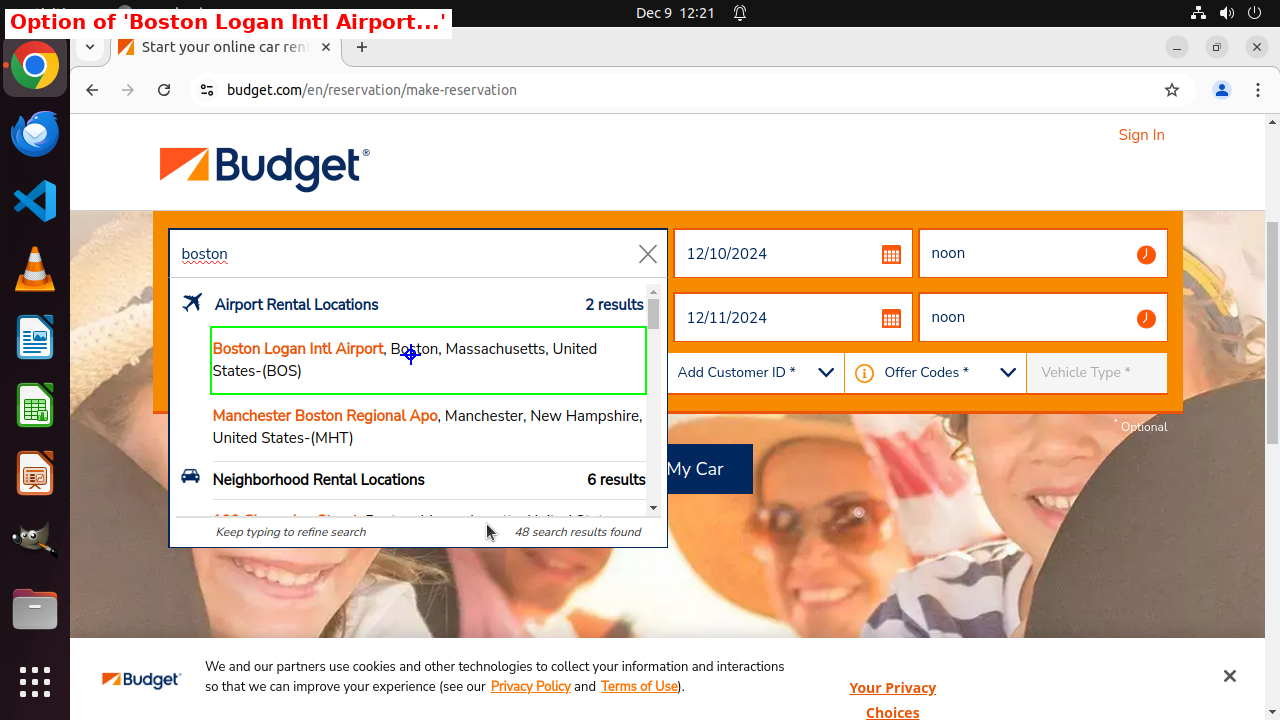 Option of 'Boston Logan Intl Airport...'
Dec 9 12:21
Start your online car ren
budget.com/en/reservation/make-reservation
Sign In
Budget
boston
12/10/2024
noon
Airport Rental Locations 2 results
Boston Logan Intl Airport, Boston, Massachusetts, United
States-(BOS)
12/11/2024
noon
Add Customer ID *
Offer Codes *
Vehicle Type *
Manchester Boston Regional Apo, Manchester, New Hampshire,
United States-(MHT)
* Optional
My Car
Neighborhood Rental Locations 6 results
Keep typing to refine search 48 search results found
Budget
We and our partners use cookies and other technologies to collect your information and interactions
so that we can improve your experience (see our Privacy Policy and Terms of Use).
Your Privacy
Choices